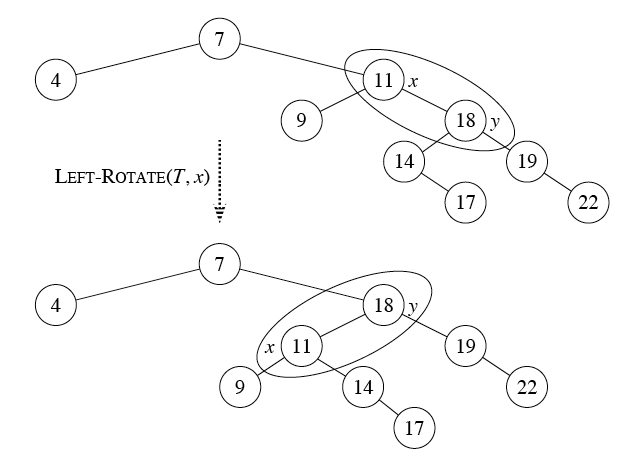 7
4
11 x
9
18 y
14
19
LEFT-ROTATE(T, x)
17
22
7
4
18 y
x 11
19
9
14
22
17